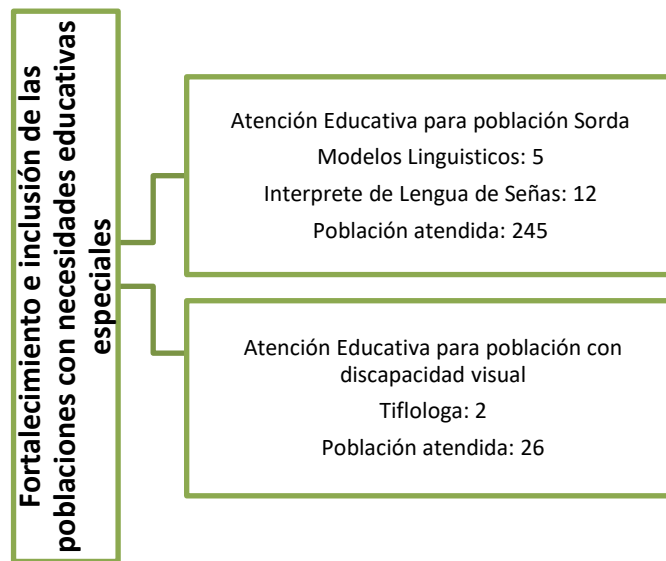 Fortalecimiento e inclusión de las
poblaciones con necesidades educativas
especiales
Atención Educativa para población Sorda
Modelos Linguisticos: 5
Interprete de Lengua de Señas: 12
Población atendida: 245
Atención Educativa para población con
discapacidad visual
Tiflologa: 2
Población atendida: 26